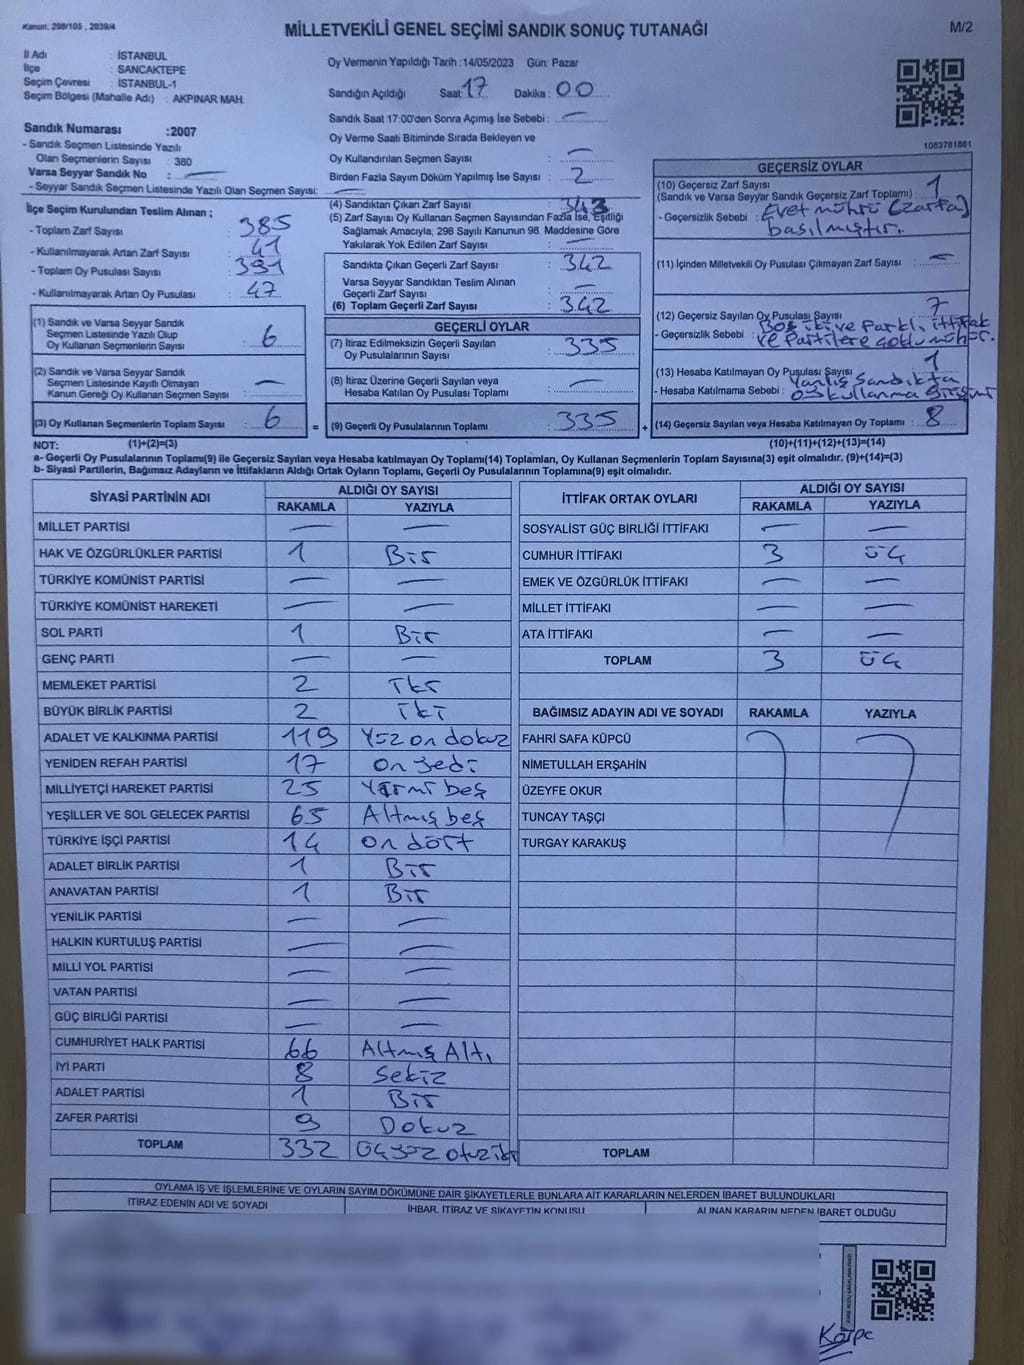 Kanun: 298/105 , 2839/4
MİLLETVEKİLİ GENEL SEÇİMİ SANDIK SONUÇ TUTANAĞI
M/2
İl Adı : İSTANBUL
İlçe : SANCAKTEPE
Seçim Çevresi : İSTANBUL-1
Seçim Bölgesi (Mahalle Adı) : AKPINAR MAH.
Sandık Numarası :2007
- Sandık Seçmen Listesinde Yazılı
Olan Seçmenlerin Sayısı : 380
Varsa Seyyar Sandık No : —
- Seyyar Sandık Seçmen Listesinde Yazılı Olan Seçmen Sayısı: —
Oy Vermenin Yapıldığı Tarih :14/05/2023 Gün: Pazar
Sandığın Açıldığı Saat: 17 Dakika : 00
Sandık Saat 17:00'den Sonra Açımış İse Sebebi : —
Oy Verme Saati Bitiminde Sırada Bekleyen ve
Oy Kullandırılan Seçmen Sayısı : —
Birden Fazla Sayım Döküm Yapılmış İse Sayısı : 2
1083781861
İlçe Seçim Kurulundan Teslim Alınan ;
- Toplam Zarf Sayısı : 385
- Kullanılmayarak Artan Zarf Sayısı : 41
- Toplam Oy Pusulası Sayısı : 391
- Kullanılmayarak Artan Oy Pusulası : 47
(1) Sandık ve Varsa Seyyar Sandık
Seçmen Listesinde Yazılı Olup
Oy Kullanan Seçmenlerin Sayısı : 6
(2) Sandık ve Varsa Seyyar Sandık
Seçmen Listesinde Kayıtlı Olmayan
Kanun Gereği Oy Kullanan Seçmen Sayısı : —
(3) Oy Kullanan Seçmenlerin Toplam Sayısı : 6
(4) Sandıktan Çıkan Zarf Sayısı : 343
(5) Zarf Sayısı Oy Kullanan Seçmen Sayısından Fazla İse, Eşitliği
Sağlamak Amacıyla; 298 Sayılı Kanunun 98. Maddesine Göre
Yakılarak Yok Edilen Zarf Sayısı : —
Sandıkta Çıkan Geçerli Zarf Sayısı : 342
Varsa Seyyar Sandıktan Teslim Alınan
Geçerli Zarf Sayısı : —
(6) Toplam Geçerli Zarf Sayısı : 342
GEÇERLİ OYLAR
(7) İtiraz Edilmeksizin Geçerli Sayılan
Oy Pusulalarının Sayısı : 335
(8) İtiraz Üzerine Geçerli Sayılan veya
Hesaba Katılan Oy Pusulası Toplamı : —
= (9) Geçerli Oy Pusulalarının Toplamı : 335 +
GEÇERSİZ OYLAR
(10) Geçersiz Zarf Sayısı
(Sandık ve Varsa Seyyar Sandık Geçersiz Zarf Toplamı) : 1
- Geçersizlik Sebebi : Evet mührü (zarfa)
basılmıştır.
(11) İçinden Milletvekili Oy Pusulası Çıkmayan Zarf Sayısı : —
(12) Geçersiz Sayılan Oy Pusulası Sayısı : 7
- Geçersizlik Sebebi : Boş iki ve Parklı, ittifak
ve Partilere çoklu mühür.
(13) Hesaba Katılmayan Oy Pusulası Sayısı : 1
- Hesaba Katılmama Sebebi : Yanlış Sandıkta
oy kullanma Girişimi
(14) Geçersiz Sayılan veya Hesaba Katılmayan Oy Toplamı : 8
NOT: (1)+(2)=(3)
(10)+(11)+(12)+(13)=(14)
a- Geçerli Oy Pusulalarının Toplamı(9) ile Geçersiz Sayılan veya Hesaba Katılmayan Oy Toplamı(14) Toplamları, Oy Kullanan Seçmenlerin Toplam Sayısına(3) eşit olmalıdır. (9)+(14)=(3)
b- Siyasi Partilerin, Bağımsız Adayların ve İttifakların Aldığı Ortak Oyların Toplamı, Geçerli Oy Pusulalarının Toplamına(9) eşit olmalıdır.
SİYASİ PARTİNİN ADI ALDIĞI OY SAYISI
RAKAMLA YAZIYLA
MİLLET PARTİSİ — —
HAK VE ÖZGÜRLÜKLER PARTİSİ 1 Bir
TÜRKİYE KOMÜNİST PARTİSİ — —
TÜRKİYE KOMÜNİST HAREKETİ — —
SOL PARTİ 1 Bir
GENÇ PARTİ — —
MEMLEKET PARTİSİ 2 İki
BÜYÜK BİRLİK PARTİSİ 2 İki
ADALET VE KALKINMA PARTİSİ 119 Yüz on dokuz
YENİDEN REFAH PARTİSİ 17 on yedi
MİLLİYETÇİ HAREKET PARTİSİ 25 Yirmi beş
YEŞİLLER VE SOL GELECEK PARTİSİ 65 Altmış beş
TÜRKİYE İŞÇİ PARTİSİ 14 on dört
ADALET BİRLİK PARTİSİ 1 Bir
ANAVATAN PARTİSİ 1 Bir
YENİLİK PARTİSİ — —
HALKIN KURTULUŞ PARTİSİ — —
MİLLİ YOL PARTİSİ — —
VATAN PARTİSİ — —
GÜÇ BİRLİĞİ PARTİSİ — —
CUMHURİYET HALK PARTİSİ 66 Altmış Altı
İYİ PARTİ 8 Sekiz
ADALET PARTİSİ 1 Bir
ZAFER PARTİSİ 9 Dokuz
TOPLAM 332 Üçyüz otuz iki
İTTİFAK ORTAK OYLARI ALDIĞI OY SAYISI
RAKAMLA YAZIYLA
SOSYALİST GÜÇ BİRLİĞİ İTTİFAKI — —
CUMHUR İTTİFAKI 3 üç
EMEK VE ÖZGÜRLÜK İTTİFAKI — —
MİLLET İTTİFAKI — —
ATA İTTİFAKI — —
TOPLAM 3 üç
BAĞIMSIZ ADAYIN ADI VE SOYADI RAKAMLA YAZIYLA
FAHRİ SAFA KÜPCÜ
NİMETULLAH ERŞAHİN
ÜZEYFE OKUR
TUNCAY TAŞÇI
TURGAY KARAKUŞ
TOPLAM
OYLAMA İŞ VE İŞLEMLERİNE VE OYLARIN SAYIM DÖKÜMÜNE DAİR ŞİKAYETLERLE BUNLARA AİT KARARLARIN NELERDEN İBARET BULUNDUKLARI
İTİRAZ EDENİN ADI VE SOYADI İHBAR, İTİRAZ VE ŞİKAYETİN KONUSU ALINAN KARARIN NEDEN İBARET OLDUĞU